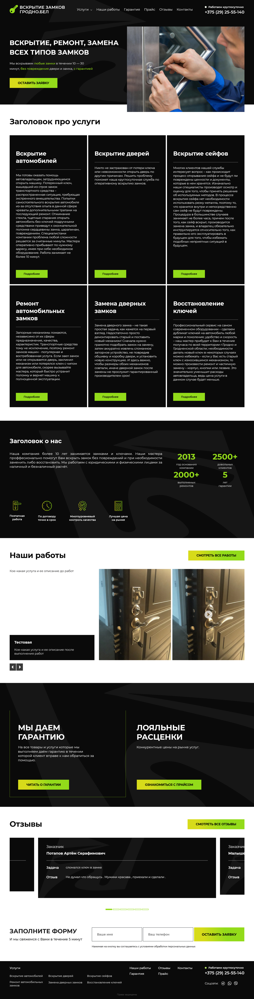 ВСКРЫТИЕ ЗАМКОВ
ГРОДНО.БЕЛ
Услуги Наши работы Гарантия Прайс Отзывы Контакты
Работаем круглосуточно
+375 (29) 25-55-140
ВСКРЫТИЕ, РЕМОНТ, ЗАМЕНА
ВСЕХ ТИПОВ ЗАМКОВ
Мы вскрываем любые замки в течении 10 — 30
минут, без повреждения двери и замка, с гарантией
ОСТАВИТЬ ЗАЯВКУ
Заголовок про услуги
Вскрытие
автомобилей
Мы готовы оказать помощь
автовладельцам, затрудняющимся
открыть машину. Потерянный ключ,
вышедший из строя замок
транспортного средства –
распространенная ситуация, требующая
экстренного вмешательства. Попытки
самостоятельного вскрытия автомобиля
из-за отсутствия опыта в данной сфере
чреваты дополнительными тратами на
последующий ремонт. Отжимание
стекла, тщетные старания открыть
автомобиль без ключей подручными
средствами приведут к окончательной
поломке сердцевины замка, царапинам,
повреждениям. Специалистами
компании проблема любой сложности
решается за считанные минуты. Мастера
оперативно прибывают по нужному
адресу, имея при себе необходимое
оборудование. Работа занимает не
более 10 минут.
Подробнее
Вскрытие дверей
Никто не застрахован от потери ключа
или невозможности открыть дверь по
другим причинам. Решить проблему
поможет наша круглосуточная служба по
оперативному вскрытию замков.
Подробнее
Вскрытие сейфов
Многих клиентов нашей службы
интересует вопрос – как происходит
процесс открывания сейфа и не будут ли
повреждены ценности и документы,
которые в нем хранятся. Изначально
наши специалисты производят осмотр и
оценку для того, чтобы принять решение
об используемых методов. В процессе
вскрытия сейфа нет необходимости
использовать резку металла, поэтому то,
что хранится внутри и непосредственно
сам сейф не будут повреждены.
Процедура в большинстве случаев
занимает не более часа, причем после
того, как сейф вскрыт, производится
замена замка, и владелец обязательно
инструктируется относительно того, как
правильно его эксплуатировать в
будущем для того, чтобы избежать
подобных неприятных ситуаций в
будущем.
Подробнее
Ремонт
автомобильных
замков
Запорные механизмы ломаются,
независимо от их сферы
предназначения, качества,
характеристик. Транспортные средства
тому не исключение, поэтому ремонт
замков машин - популярная и
востребованная услуга. Если заел замок
или не открывается дверь, заклинил
механизм или потерялся ключ с чипом
для автомобиля, скорее вызывайте
мастера, который быстро устранит
поломку и вернет машину к
полноценной эксплуатации.
Подробнее
Замена дверных
замков
Замена дверного замка – не такая
простая задача, как кажется на первый
взгляд. Недостаточно просто
демонтировать старый и поставить
новый механизм! Сначала нужно
грамотно подобрать замок на замену,
затем аккуратно извлечь сломанное
запорное устройство, не повредив
обшивку и коробку двери, и установить
новую конструкцию. И здесь важно,
чтобы размеры обоих механизмов
совпали, иначе дверной замок после
замены не прослужит гарантированный
производителем срок!
Подробнее
Восстановление
ключей
Профессиональный сервис на самом
современном оборудовании – сделаем
дубликат ключей на автомобиль любой
марки и поколения; удобство и скорость
– наш мастер прибудет к Вам в течение
получаса по всей территории г.Гродно и
Гродненской области; необходимости
делать новый ключ в некоторых случаях
можно избежать – если у Вас есть старый
ключ с износившимся механизмом, то
можно произвести ремонт и частичную
замену – корпус, кнопки или лезвие. Это
значительно уменьшит расходы
автовладельца, ведь цена услуги в
данном случае будет меньше.
Подробнее
Заголовок о нас
Наша компания более 10 лет занимается замками и ключами. Наши мастера
проффесионально помогут Вам вскрыть замок без повреждений и при необходимости
заменить либо восстановить. Мы работаем с юридическими и физическими лицами за
наличный и безналичный расчёт.
2013
год основания
компании
2500+
довольных
клиентов
2000+
выполненых
ремонтов
5
лет
гарантии
Поэтапная
работа
По договору
точно в срок
Многоуровневый
контроль качества
Лучшая цена
на рынке
Наши работы
СМОТРЕТЬ ВСЕ РАБОТЫ
Кое-какая услуга и ее описание до работ
Тестовая
Кое-какая услуга и ее описание после
выполнения работ
МЫ ДАЕМ
ГАРАНТИЮ
На все товары и услуги которые мы
выполняем даём гарантию в течении
которой клиент вправе к нам обратиться за
помощью.
ЧИТАТЬ О ГАРАНТИИ
ЛОЯЛЬНЫЕ
РАСЦЕНКИ
Конкурентные цены на рынке услуг.
ОЗНАКОМИТЬСЯ С ПРАЙСОМ
Отзывы
СМОТРЕТЬ ВСЕ ОТЗЫВЫ
Заказчик
Потапов Артём Серафимович
Задача сломался ключ в замке
Отзыв Не думал что обращусь . Мужики красава , приехали и сделали .
Заказчик
Малыше
Задача
Отзыв
ЗАПОЛНИТЕ ФОРМУ
И мы свяжемся с Вами в течение 5 минут
Ваше имя
Ваш телефон
ОСТАВИТЬ ЗАЯВКУ
Нажимая на кнопку вы соглашаетесь с условиями обработки персональных данных
Услуги
Вскрытие автомобилей Вскрытие дверей Вскрытие сейфов
Ремонт автомобильных
замков
Замена дверных замков Восстановление ключей
Наши работы Отзывы Контакты
Гарантия Прайс
Работаем круглосуточно
+375 (29) 25-55-140
Соцсети:
Права защищены